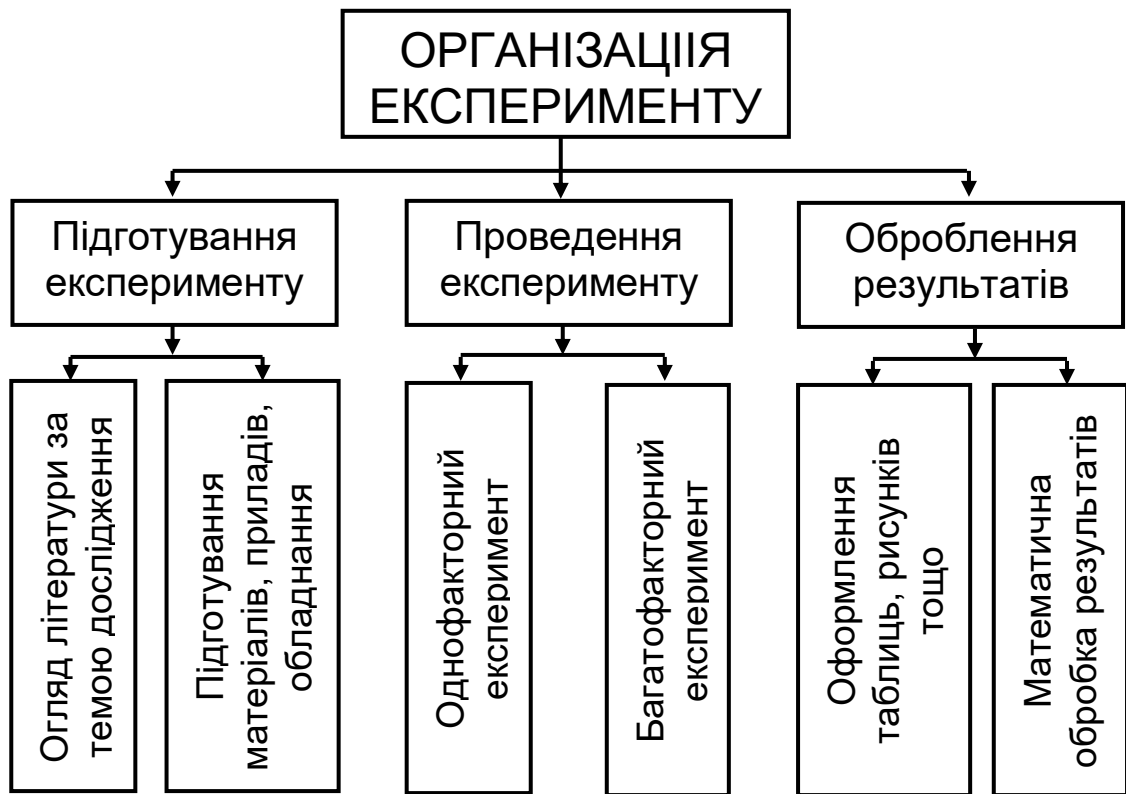 ОРГАНІЗАЦІІЯ
ЕКСПЕРИМЕНТУ
Підготування
експерименту
Проведення
експерименту
Оброблення
результатів
Огляд літератури за
темою дослідження
Підготування
матеріалів, приладів,
обладнання
Однофакторний
експеримент
Багатофакторний
експеримент
Оформлення
таблиць, рисунків
тощо
Математична
обробка результатів